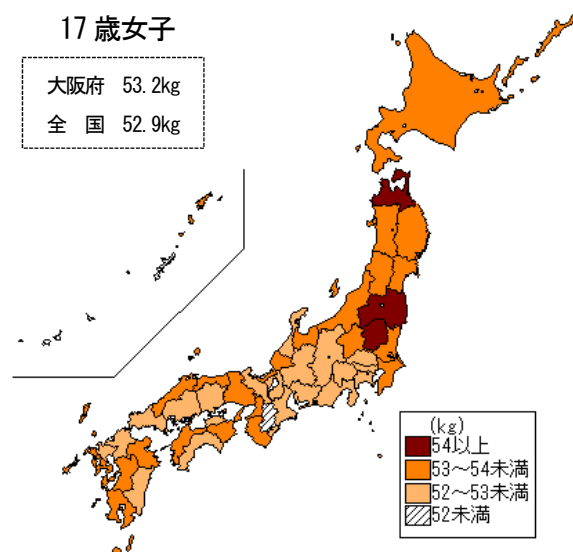 17歳女子
大阪府 53.2kg
全　国 52.9kg
(kg)
54以上
53～54未満
52～53未満
52未満